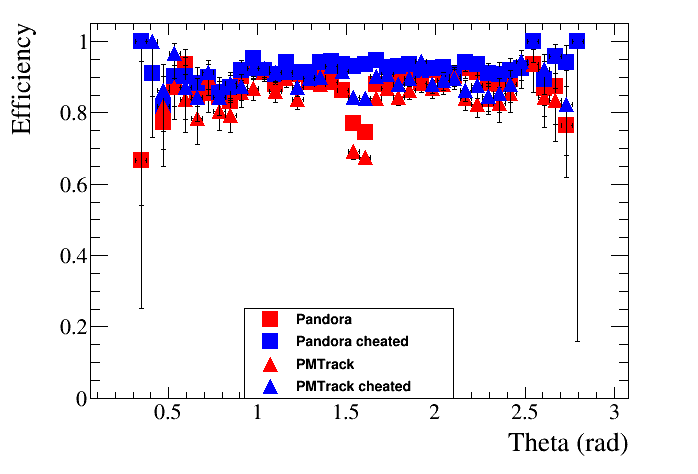 Efficiency
1
0.8
0.6
0.4
0.2
0
Pandora
Pandora cheated
PMTrack
PMTrack cheated
0.5 1 1.5 2 2.5 3
Theta (rad)